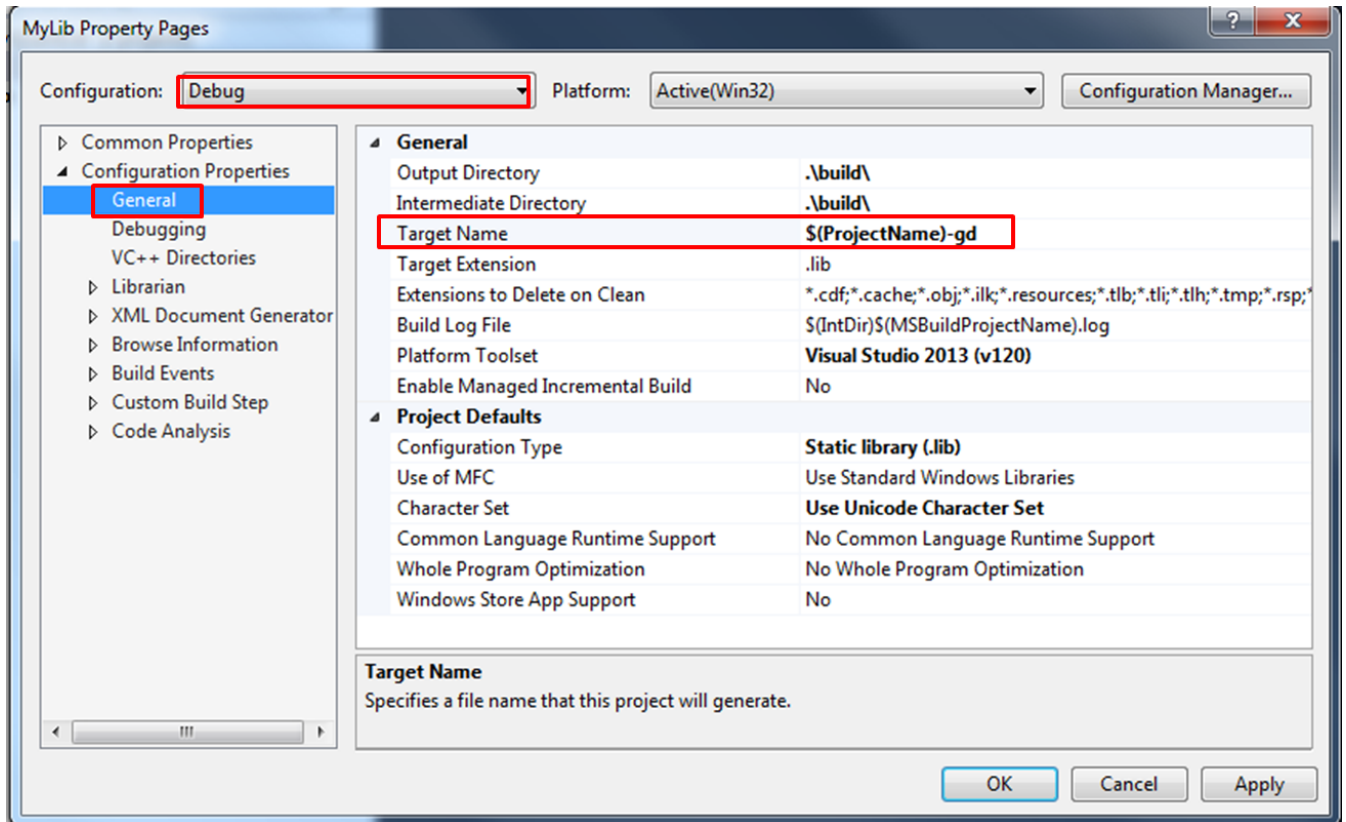 MyLib Property Pages
Configuration: Debug Platform: Active(Win32) Configuration Manager...
Common Properties
Configuration Properties
General
Debugging
VC++ Directories
Librarian
XML Document Generator
Browse Information
Build Events
Custom Build Step
Code Analysis
General
Output Directory .\build\
Intermediate Directory .\build\
Target Name $(ProjectName)-gd
Target Extension .lib
Extensions to Delete on Clean *.cdf;*.cache;*.obj;*.ilk;*.resources;*.tlb;*.tli;*.tlh;*.tmp;*.rsp;*
Build Log File $(IntDir)$(MSBuildProjectName).log
Platform Toolset Visual Studio 2013 (v120)
Enable Managed Incremental Build No
Project Defaults
Configuration Type Static library (.lib)
Use of MFC Use Standard Windows Libraries
Character Set Use Unicode Character Set
Common Language Runtime Support No Common Language Runtime Support
Whole Program Optimization No Whole Program Optimization
Windows Store App Support No
Target Name
Specifies a file name that this project will generate.
OK Cancel Apply